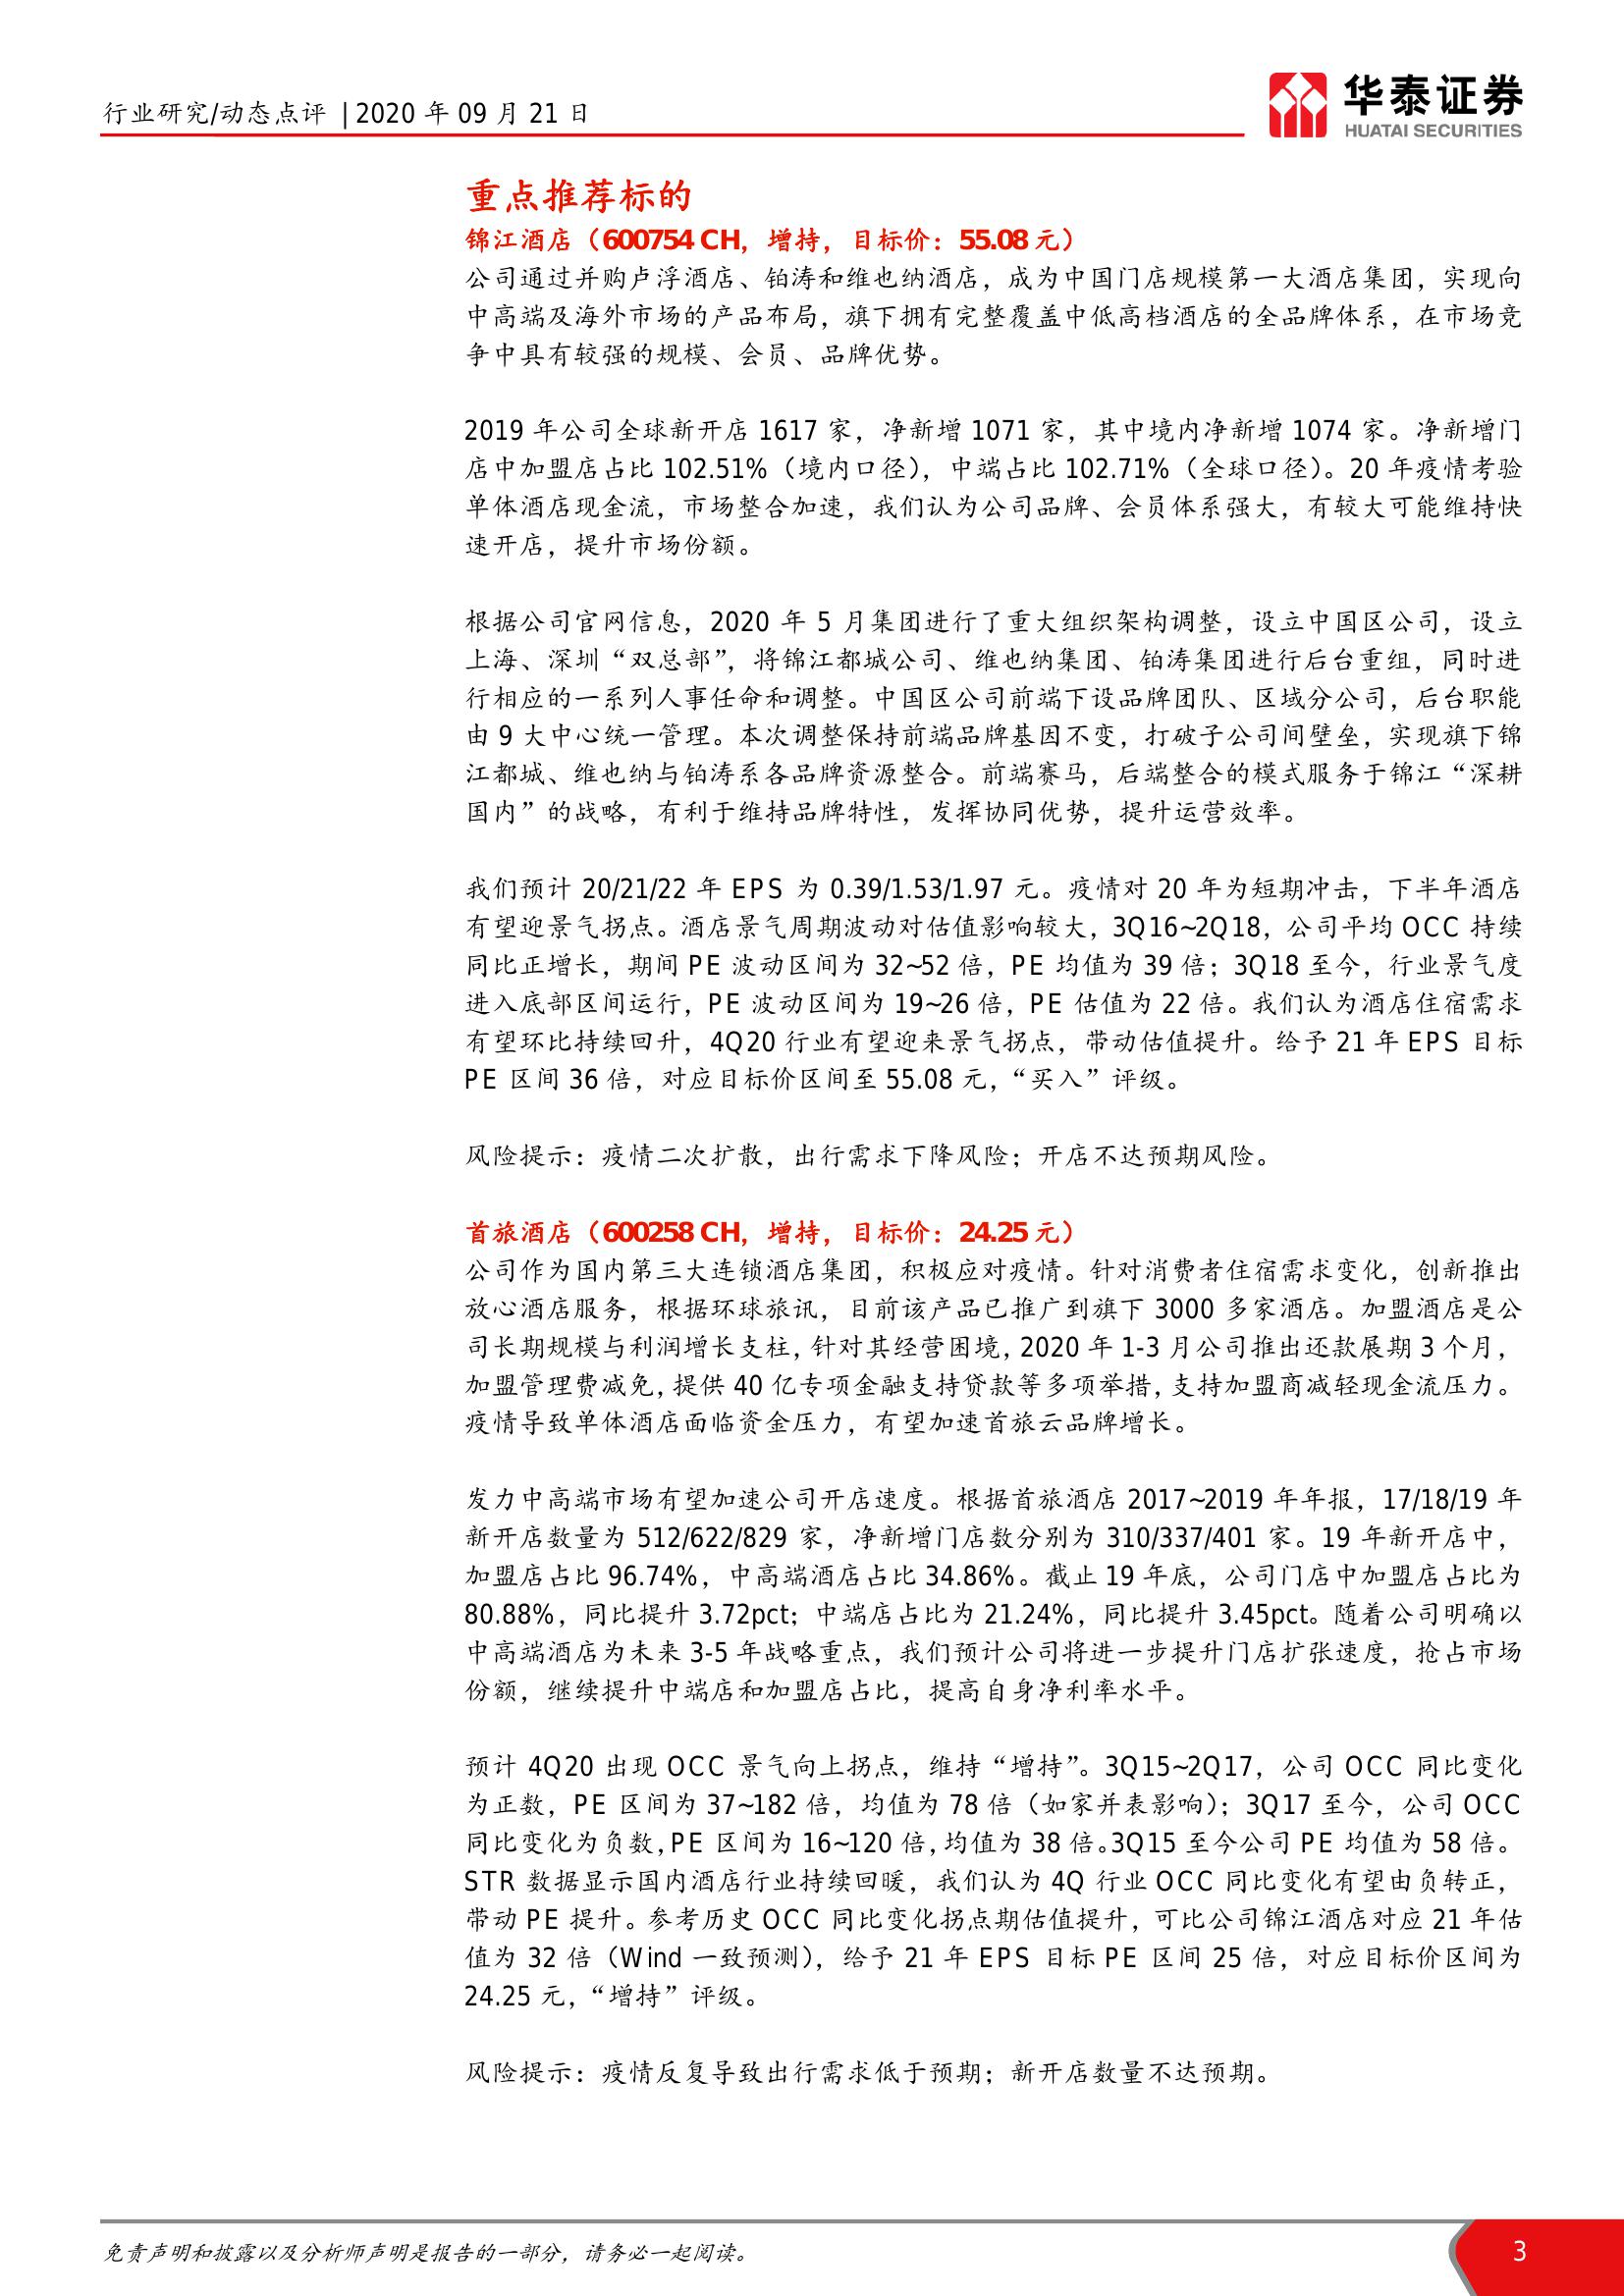 行业研究/动态点评 | 2020 年 09 月 21 日
华泰证券
HUATAI SECURITIES
重点推荐标的
锦江酒店（600754 CH，增持，目标价：55.08 元）
公司通过并购卢浮酒店、铂涛和维也纳酒店，成为中国门店规模第一大酒店集团，实现向
中高端及海外市场的产品布局，旗下拥有完整覆盖中低高档酒店的全品牌体系，在市场竞
争中具有较强的规模、会员、品牌优势。
2019 年公司全球新开店 1617 家，净新增 1071 家，其中境内净新增 1074 家。净新增门
店中加盟店占比 102.51%（境内口径），中端占比 102.71%（全球口径）。20 年疫情考验
单体酒店现金流，市场整合加速，我们认为公司品牌、会员体系强大，有较大可能维持快
速开店，提升市场份额。
根据公司官网信息，2020 年 5 月集团进行了重大组织架构调整，设立中国区公司，设立
上海、深圳“双总部”，将锦江都城公司、维也纳集团、铂涛集团进行后台重组，同时进
行相应的一系列人事任命和调整。中国区公司前端下设品牌团队、区域分公司，后台职能
由 9 大中心统一管理。本次调整保持前端品牌基因不变，打破子公司间壁垒，实现旗下锦
江都城、维也纳与铂涛系各品牌资源整合。前端赛马，后端整合的模式服务于锦江“深耕
国内”的战略，有利于维持品牌特性，发挥协同优势，提升运营效率。
我们预计 20/21/22 年 EPS 为 0.39/1.53/1.97 元。疫情对 20 年为短期冲击，下半年酒店
有望迎景气拐点。酒店景气周期波动对估值影响较大，3Q16~2Q18，公司平均 OCC 持续
同比正增长，期间 PE 波动区间为 32~52 倍，PE 均值为 39 倍；3Q18 至今，行业景气度
进入底部区间运行，PE 波动区间为 19~26 倍，PE 估值为 22 倍。我们认为酒店住宿需求
有望环比持续回升，4Q20 行业有望迎来景气拐点，带动估值提升。给予 21 年 EPS 目标
PE 区间 36 倍，对应目标价区间至 55.08 元，“买入”评级。
风险提示：疫情二次扩散，出行需求下降风险；开店不达预期风险。
首旅酒店（600258 CH，增持，目标价：24.25 元）
公司作为国内第三大连锁酒店集团，积极应对疫情。针对消费者住宿需求变化，创新推出
放心酒店服务，根据环球旅讯，目前该产品已推广到旗下 3000 多家酒店。加盟酒店是公
司长期规模与利润增长支柱，针对其经营困境，2020 年 1-3 月公司推出还款展期 3 个月，
加盟管理费减免，提供 40 亿专项金融支持贷款等多项举措，支持加盟商减轻现金流压力。
疫情导致单体酒店面临资金压力，有望加速首旅云品牌增长。
发力中高端市场有望加速公司开店速度。根据首旅酒店 2017~2019 年年报，17/18/19 年
新开店数量为 512/622/829 家，净新增门店数分别为 310/337/401 家。19 年新开店中，
加盟店占比 96.74%，中高端酒店占比 34.86%。截止 19 年底，公司门店中加盟店占比为
80.88%，同比提升 3.72pct；中端店占比为 21.24%，同比提升 3.45pct。随着公司明确以
中高端酒店为未来 3-5 年战略重点，我们预计公司将进一步提升门店扩张速度，抢占市场
份额，继续提升中端店和加盟店占比，提高自身净利率水平。
预计 4Q20 出现 OCC 景气向上拐点，维持“增持”。3Q15~2Q17，公司 OCC 同比变化
为正数，PE 区间为 37~182 倍，均值为 78 倍（如家并表影响）；3Q17 至今，公司 OCC
同比变化为负数，PE 区间为 16~120 倍，均值为 38 倍。3Q15 至今公司 PE 均值为 58 倍。
STR 数据显示国内酒店行业持续回暖，我们认为 4Q 行业 OCC 同比变化有望由负转正，
带动 PE 提升。参考历史 OCC 同比变化拐点期估值提升，可比公司锦江酒店对应 21 年估
值为 32 倍（Wind 一致预测），给予 21 年 EPS 目标 PE 区间 25 倍，对应目标价区间为
24.25 元，“增持”评级。
风险提示：疫情反复导致出行需求低于预期；新开店数量不达预期。
免责声明和披露以及分析师声明是报告的一部分，请务必一起阅读。
3